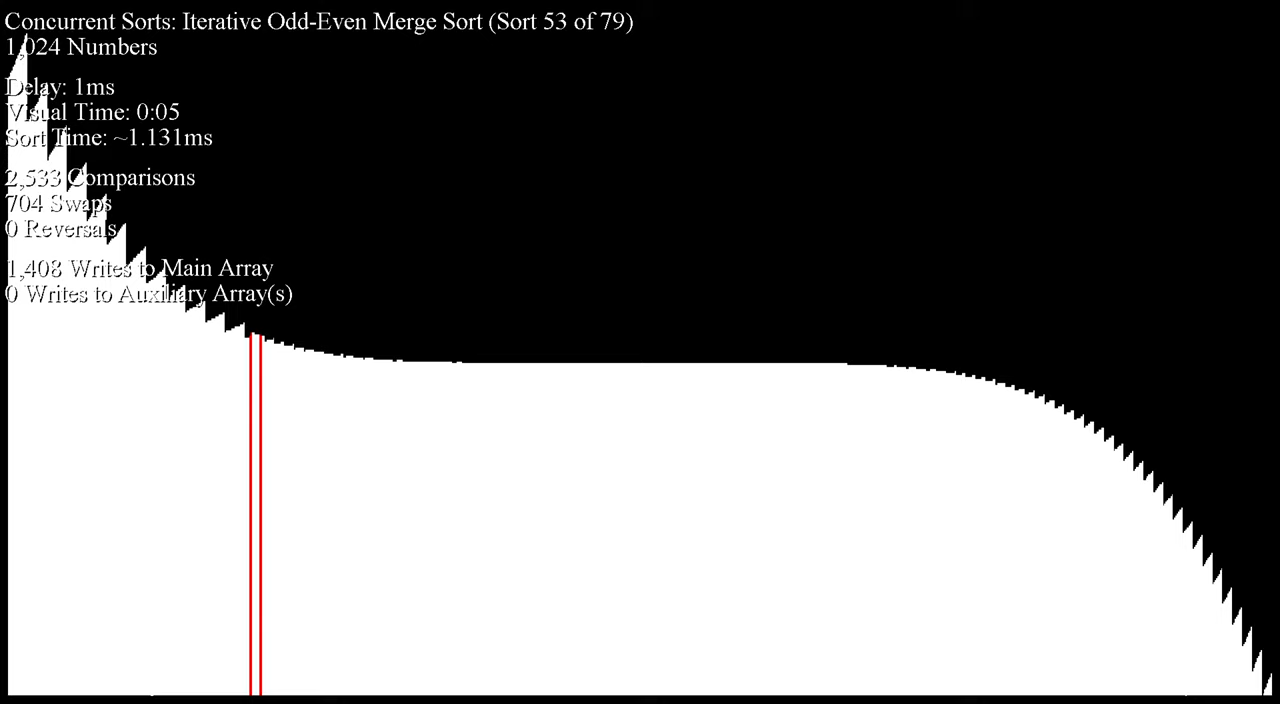 Concurrent Sorts: Iterative Odd-Even Merge Sort (Sort 53 of 79)
1,024 Numbers
Delay: 1ms
Visual Time: 0:05
Sort Time: ~1.131ms
2,533 Comparisons
704 Swaps
0 Reversals
1,408 Writes to Main Array
0 Writes to Auxiliary Array(s)